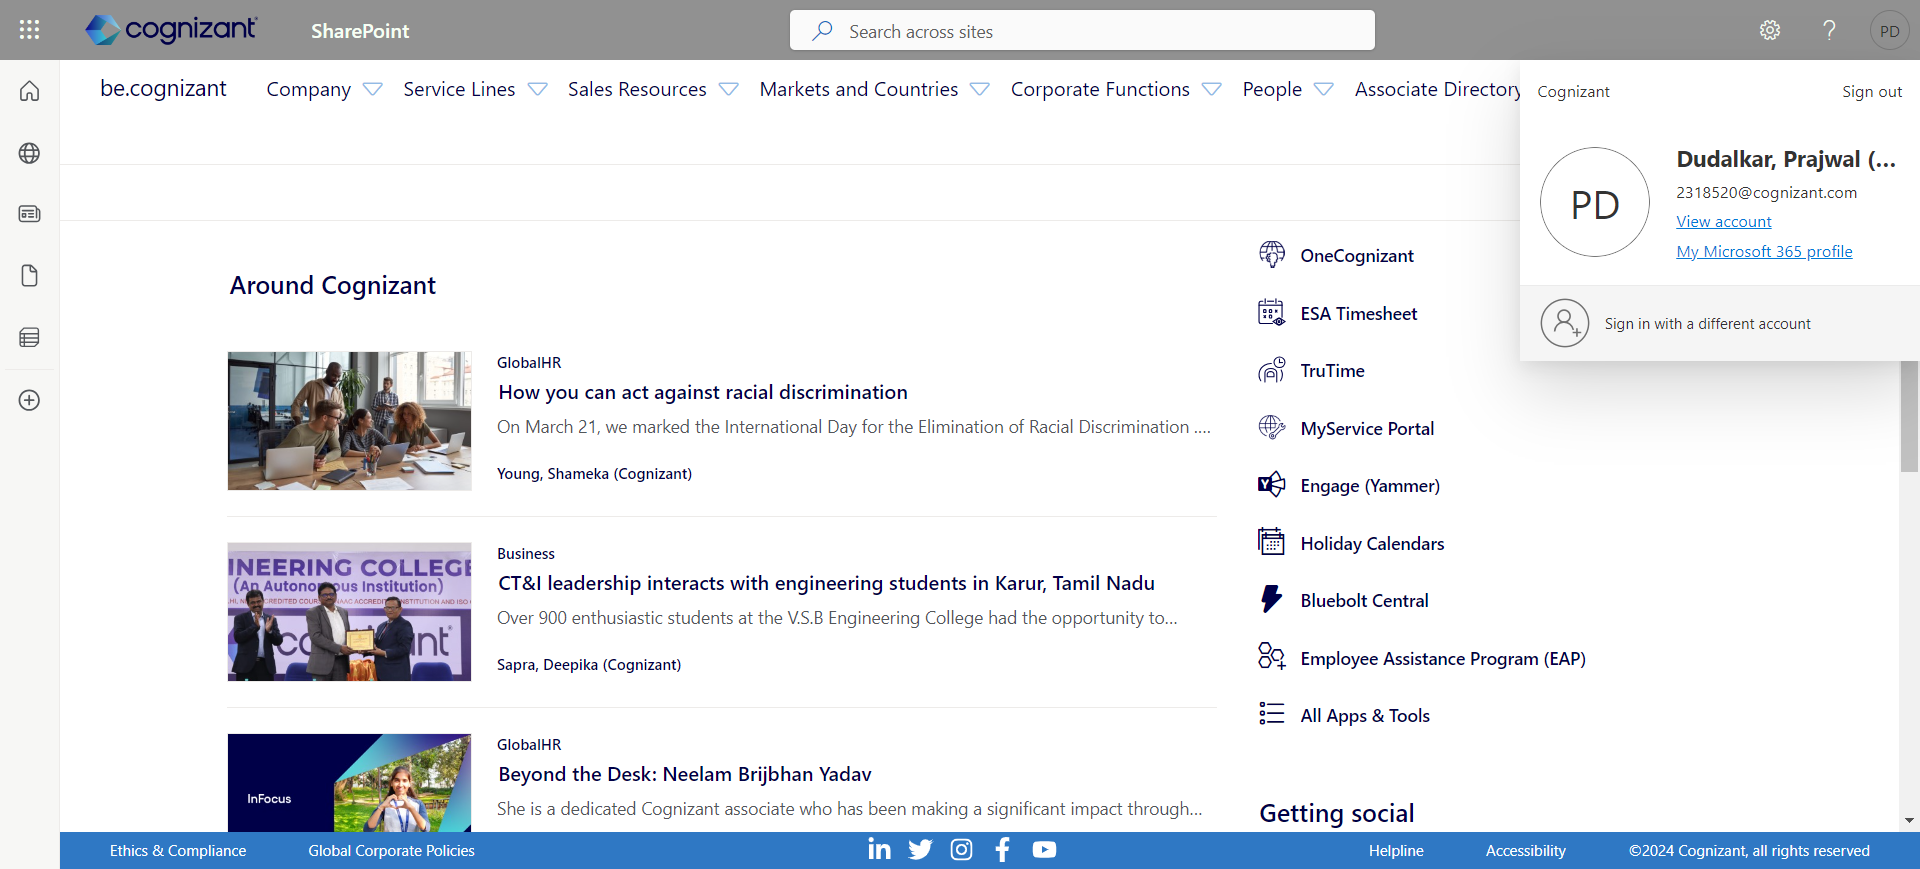 cognizant
SharePoint
Search across sites
PD
be.cognizant
Company
Service Lines
Sales Resources
Markets and Countries
Corporate Functions
People
Associate Directory
Cognizant
Sign out
PD
Dudalkar, Prajwal (...
2318520@cognizant.com
View account
My Microsoft 365 profile
Sign in with a different account
Around Cognizant
GlobalHR
How you can act against racial discrimination
On March 21, we marked the International Day for the Elimination of Racial Discrimination ....
Young, Shameka (Cognizant)
INEERING COLLEGE
(An Autonomous Institution)
Business
CT&I leadership interacts with engineering students in Karur, Tamil Nadu
Over 900 enthusiastic students at the V.S.B Engineering College had the opportunity to...
Sapra, Deepika (Cognizant)
InFocus
GlobalHR
Beyond the Desk: Neelam Brijbhan Yadav
She is a dedicated Cognizant associate who has been making a significant impact through...
OneCognizant
ESA Timesheet
TruTime
MyService Portal
Engage (Yammer)
Holiday Calendars
Bluebolt Central
Employee Assistance Program (EAP)
All Apps & Tools
Getting social
Ethics & Compliance
Global Corporate Policies
Helpline
Accessibility
©2024 Cognizant, all rights reserved